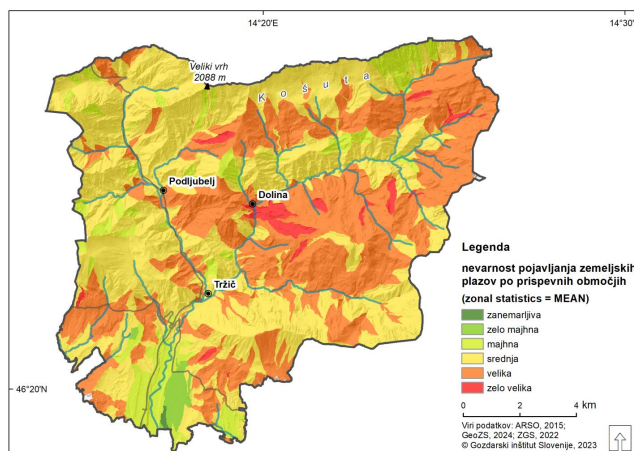 14°20'E
14°30'E
Veliki vrh
2088 m
Košuta
Podljubelj
Dolina
Tržič
46°20'N
Legenda
nevarnost pojavljanja zemeljskih
plazov po prispevnih območjih
(zonal statistics = MEAN)
zanemarljiva
zelo majhna
majhna
srednja
velika
zelo velika
0 2 4 km
Viri podatkov: ARSO, 2015;
GeoZS, 2024; ZGS, 2022
© Gozdarski inštitut Slovenije, 2023